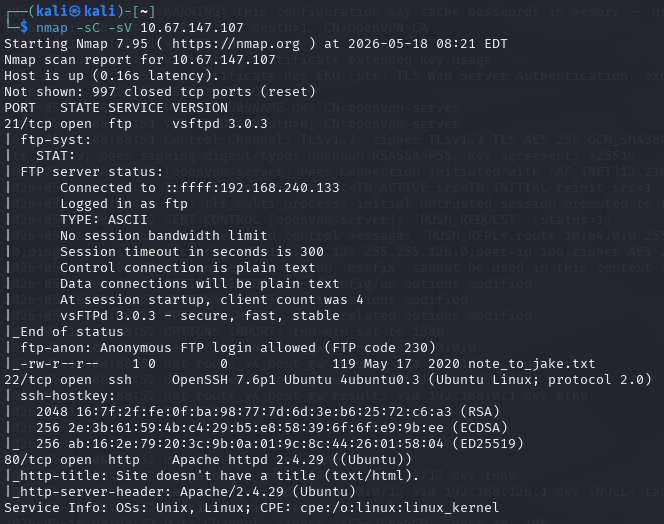 ┌──(kali㉿kali)-[~]
└─$ nmap -sC -sV 10.67.147.107
Starting Nmap 7.95 ( https://nmap.org ) at 2026-05-18 08:21 EDT
Nmap scan report for 10.67.147.107
Host is up (0.16s latency).
Not shown: 997 closed tcp ports (reset)
PORT   STATE SERVICE VERSION
21/tcp open  ftp     vsftpd 3.0.3
| ftp-syst:
|   STAT:
| FTP server status:
|      Connected to ::ffff:192.168.240.133
|      Logged in as ftp
|      TYPE: ASCII
|      No session bandwidth limit
|      Session timeout in seconds is 300
|      Control connection is plain text
|      Data connections will be plain text
|      At session startup, client count was 4
|      vsFTPd 3.0.3 - secure, fast, stable
|_End of status
| ftp-anon: Anonymous FTP login allowed (FTP code 230)
|_-rw-r--r--    1 0        0             119 May 17  2020 note_to_jake.txt
22/tcp open  ssh     OpenSSH 7.6p1 Ubuntu 4ubuntu0.3 (Ubuntu Linux; protocol 2.0)
| ssh-hostkey:
|   2048 16:7f:2f:fe:0f:ba:98:77:7d:6d:3e:b6:25:72:c6:a3 (RSA)
|   256 2e:3b:61:59:4b:c4:29:b5:e8:58:39:6f:6f:e9:9b:ee (ECDSA)
|_  256 ab:16:2e:79:20:3c:9b:0a:01:9c:8c:44:26:01:58:04 (ED25519)
80/tcp open  http    Apache httpd 2.4.29 ((Ubuntu))
|_http-title: Site doesn't have a title (text/html).
|_http-server-header: Apache/2.4.29 (Ubuntu)
Service Info: OSs: Unix, Linux; CPE: cpe:/o:linux:linux_kernel